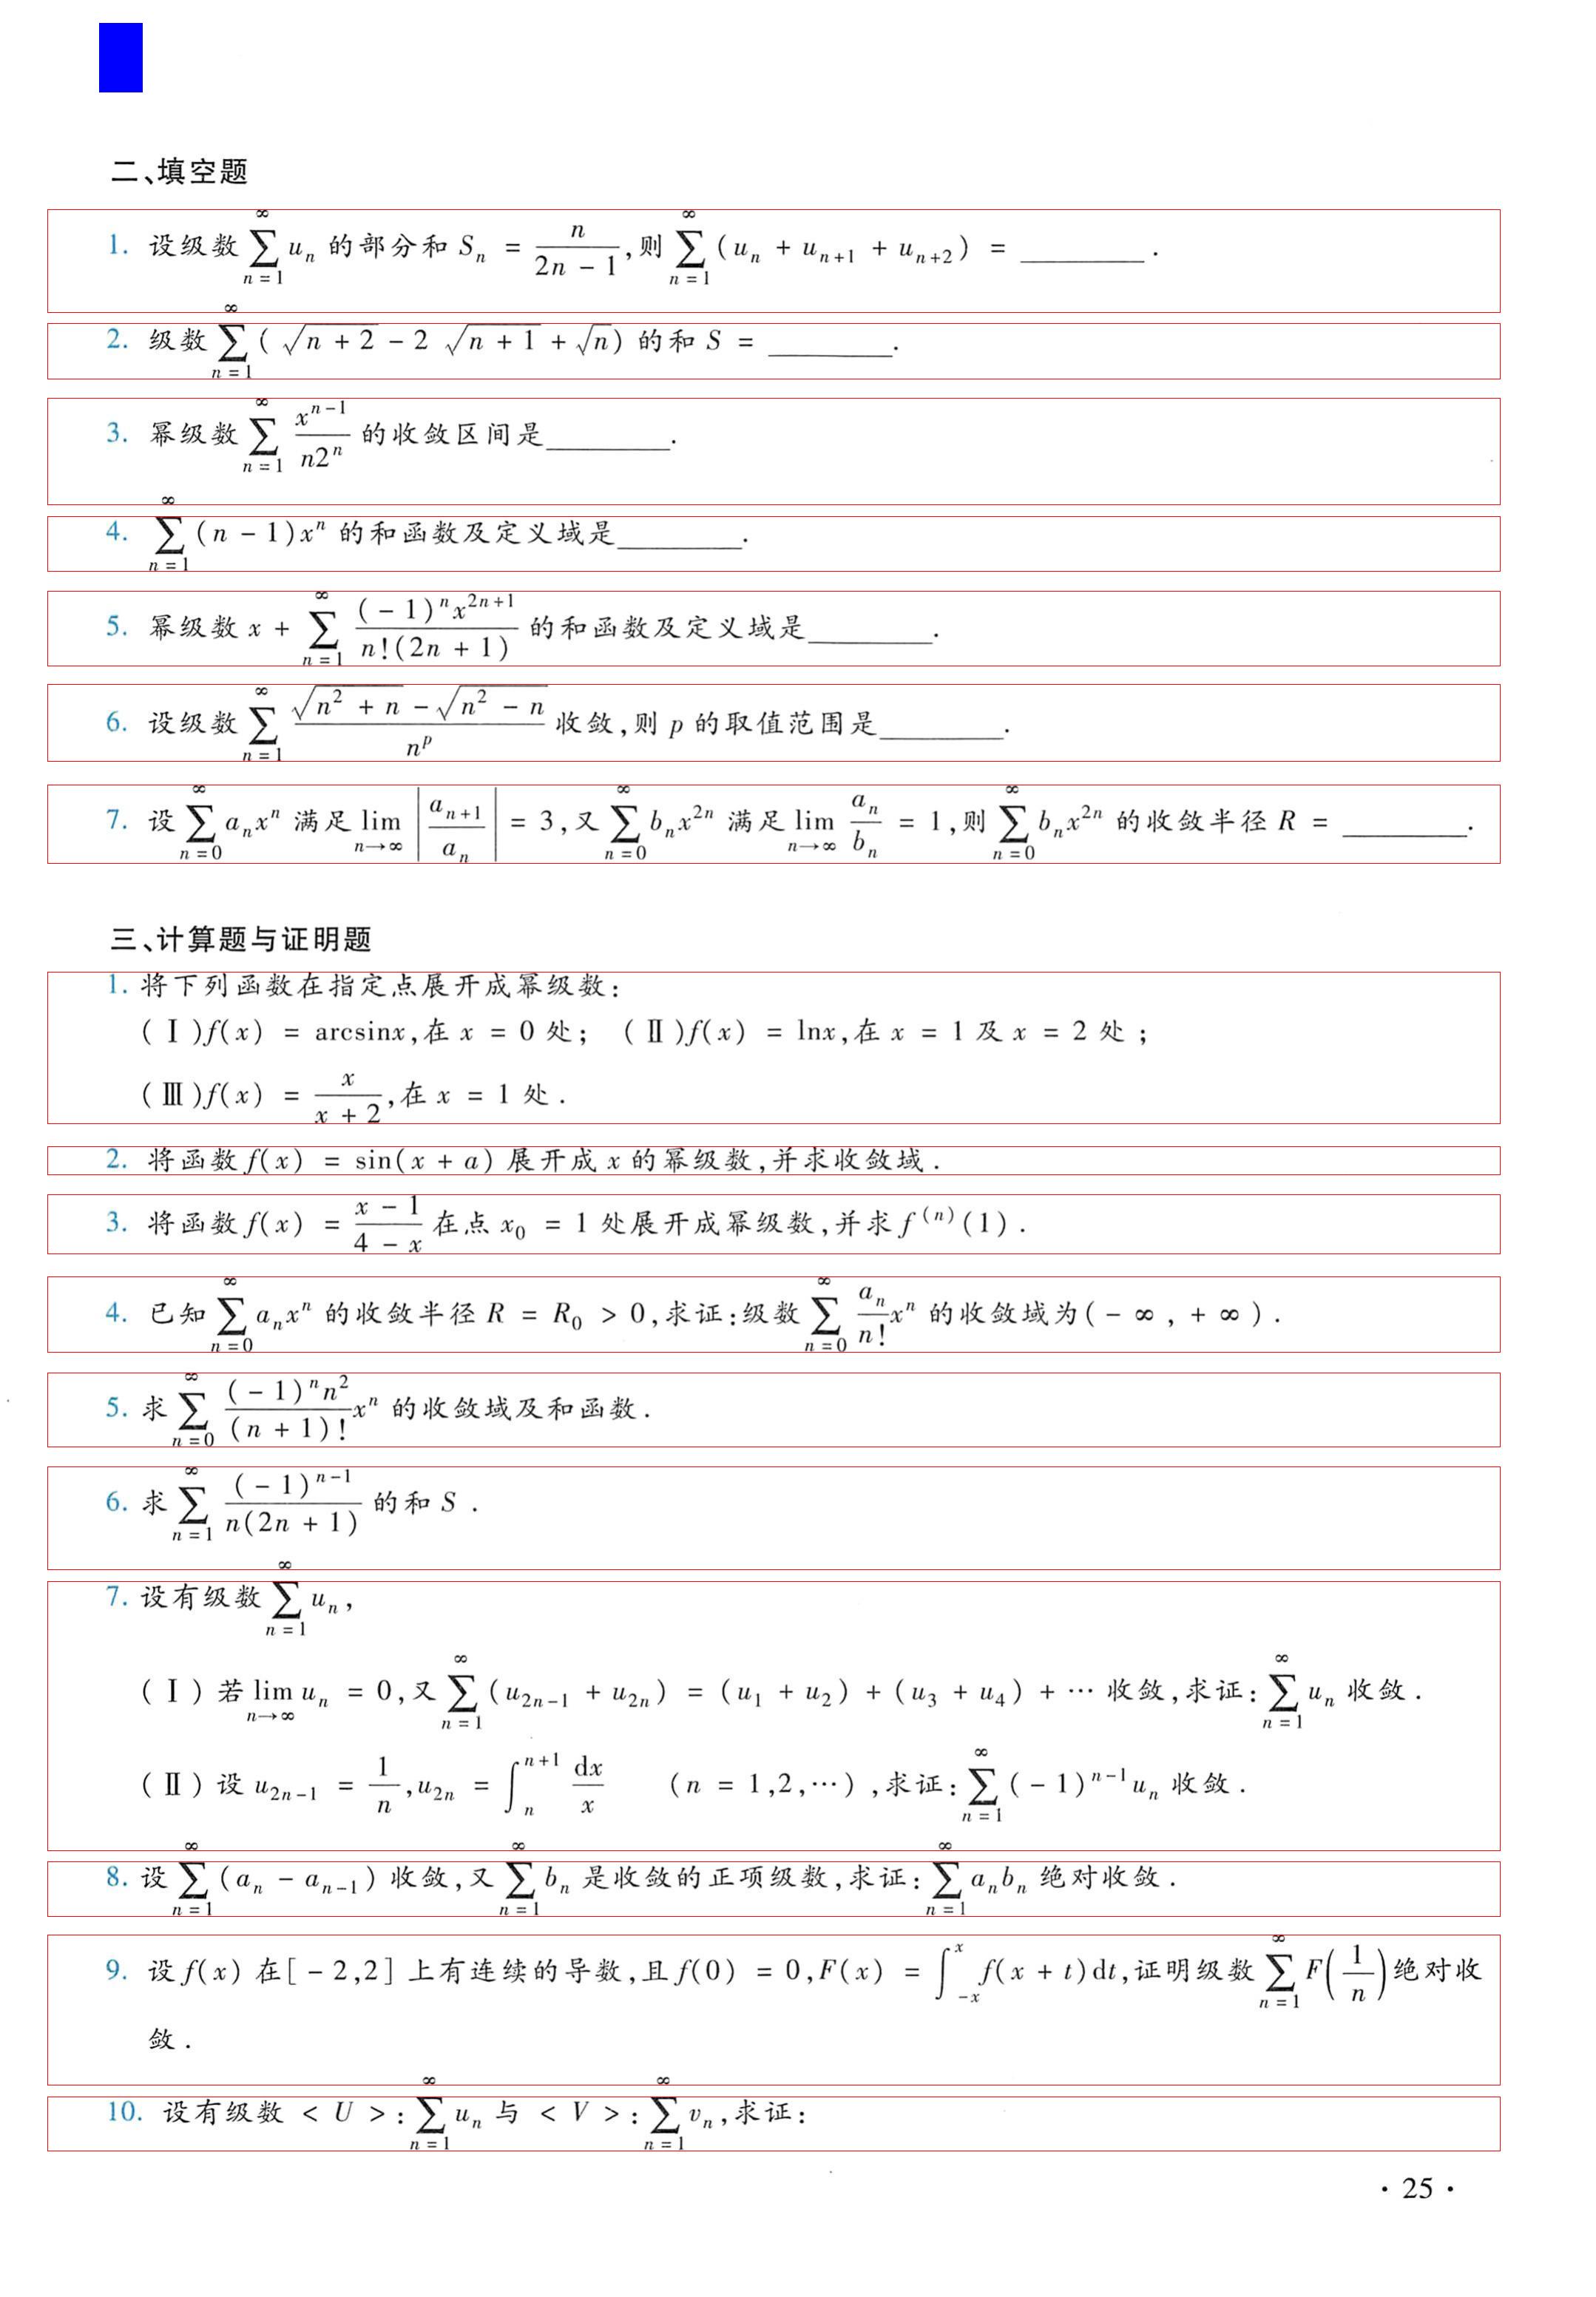 二、填空题
1. 设级数 $\sum_{n=1}^{\infty} u_n$ 的部分和 $S_n = \frac{n}{2n-1}$,则 $\sum_{n=1}^{\infty} (u_n + u_{n+1} + u_{n+2}) =$ ________ .
2. 级数 $\sum_{n=1}^{\infty} (\sqrt{n+2} - 2\sqrt{n+1} + \sqrt{n})$ 的和 $S =$ ________.
3. 幂级数 $\sum_{n=1}^{\infty} \frac{x^{n-1}}{n2^n}$ 的收敛区间是________.
4. $\sum_{n=1}^{\infty} (n-1)x^n$ 的和函数及定义域是________.
5. 幂级数 $x + \sum_{n=1}^{\infty} \frac{(-1)^n x^{2n+1}}{n!(2n+1)}$ 的和函数及定义域是________.
6. 设级数 $\sum_{n=1}^{\infty} \frac{\sqrt{n^2+n} - \sqrt{n^2-n}}{n^p}$ 收敛,则 $p$ 的取值范围是________.
7. 设 $\sum_{n=0}^{\infty} a_n x^n$ 满足 $\lim_{n\to\infty} \left|\frac{a_{n+1}}{a_n}\right| = 3$,又 $\sum_{n=0}^{\infty} b_n x^{2n}$ 满足 $\lim_{n\to\infty} \frac{a_n}{b_n} = 1$,则 $\sum_{n=0}^{\infty} b_n x^{2n}$ 的收敛半径 $R =$ ________.
三、计算题与证明题
1. 将下列函数在指定点展开成幂级数:
(Ⅰ)$f(x) = \arcsin x$,在 $x = 0$ 处; (Ⅱ)$f(x) = \ln x$,在 $x = 1$ 及 $x = 2$ 处 ;
(Ⅲ)$f(x) = \frac{x}{x+2}$,在 $x = 1$ 处 .
2. 将函数 $f(x) = \sin(x + a)$ 展开成 $x$ 的幂级数,并求收敛域 .
3. 将函数 $f(x) = \frac{x-1}{4-x}$ 在点 $x_0 = 1$ 处展开成幂级数,并求 $f^{(n)}(1)$ .
4. 已知 $\sum_{n=0}^{\infty} a_n x^n$ 的收敛半径 $R = R_0 > 0$,求证:级数 $\sum_{n=0}^{\infty} \frac{a_n}{n!} x^n$ 的收敛域为$(-\infty, +\infty)$ .
5. 求 $\sum_{n=0}^{\infty} \frac{(-1)^n n^2}{(n+1)!} x^n$ 的收敛域及和函数 .
6. 求 $\sum_{n=1}^{\infty} \frac{(-1)^{n-1}}{n(2n+1)}$ 的和 $S$ .
7. 设有级数 $\sum_{n=1}^{\infty} u_n$,
(Ⅰ) 若 $\lim_{n\to\infty} u_n = 0$,又 $\sum_{n=1}^{\infty} (u_{2n-1} + u_{2n}) = (u_1 + u_2) + (u_3 + u_4) + \cdots$ 收敛,求证: $\sum_{n=1}^{\infty} u_n$ 收敛 .
(Ⅱ) 设 $u_{2n-1} = \frac{1}{n}$,$u_{2n} = \int_n^{n+1} \frac{dx}{x}$ $(n = 1,2,\cdots)$ ,求证: $\sum_{n=1}^{\infty} (-1)^{n-1} u_n$ 收敛 .
8. 设 $\sum_{n=1}^{\infty} (a_n - a_{n-1})$ 收敛,又 $\sum_{n=1}^{\infty} b_n$ 是收敛的正项级数,求证: $\sum_{n=1}^{\infty} a_n b_n$ 绝对收敛 .
9. 设 $f(x)$ 在$[-2,2]$ 上有连续的导数,且 $f(0) = 0$,$F(x) = \int_{-x}^{x} f(x+t)dt$,证明级数 $\sum_{n=1}^{\infty} F\left(\frac{1}{n}\right)$绝对收
敛 .
10. 设有级数 $<U>$: $\sum_{n=1}^{\infty} u_n$ 与 $<V>$: $\sum_{n=1}^{\infty} v_n$,求证:
· 25 ·